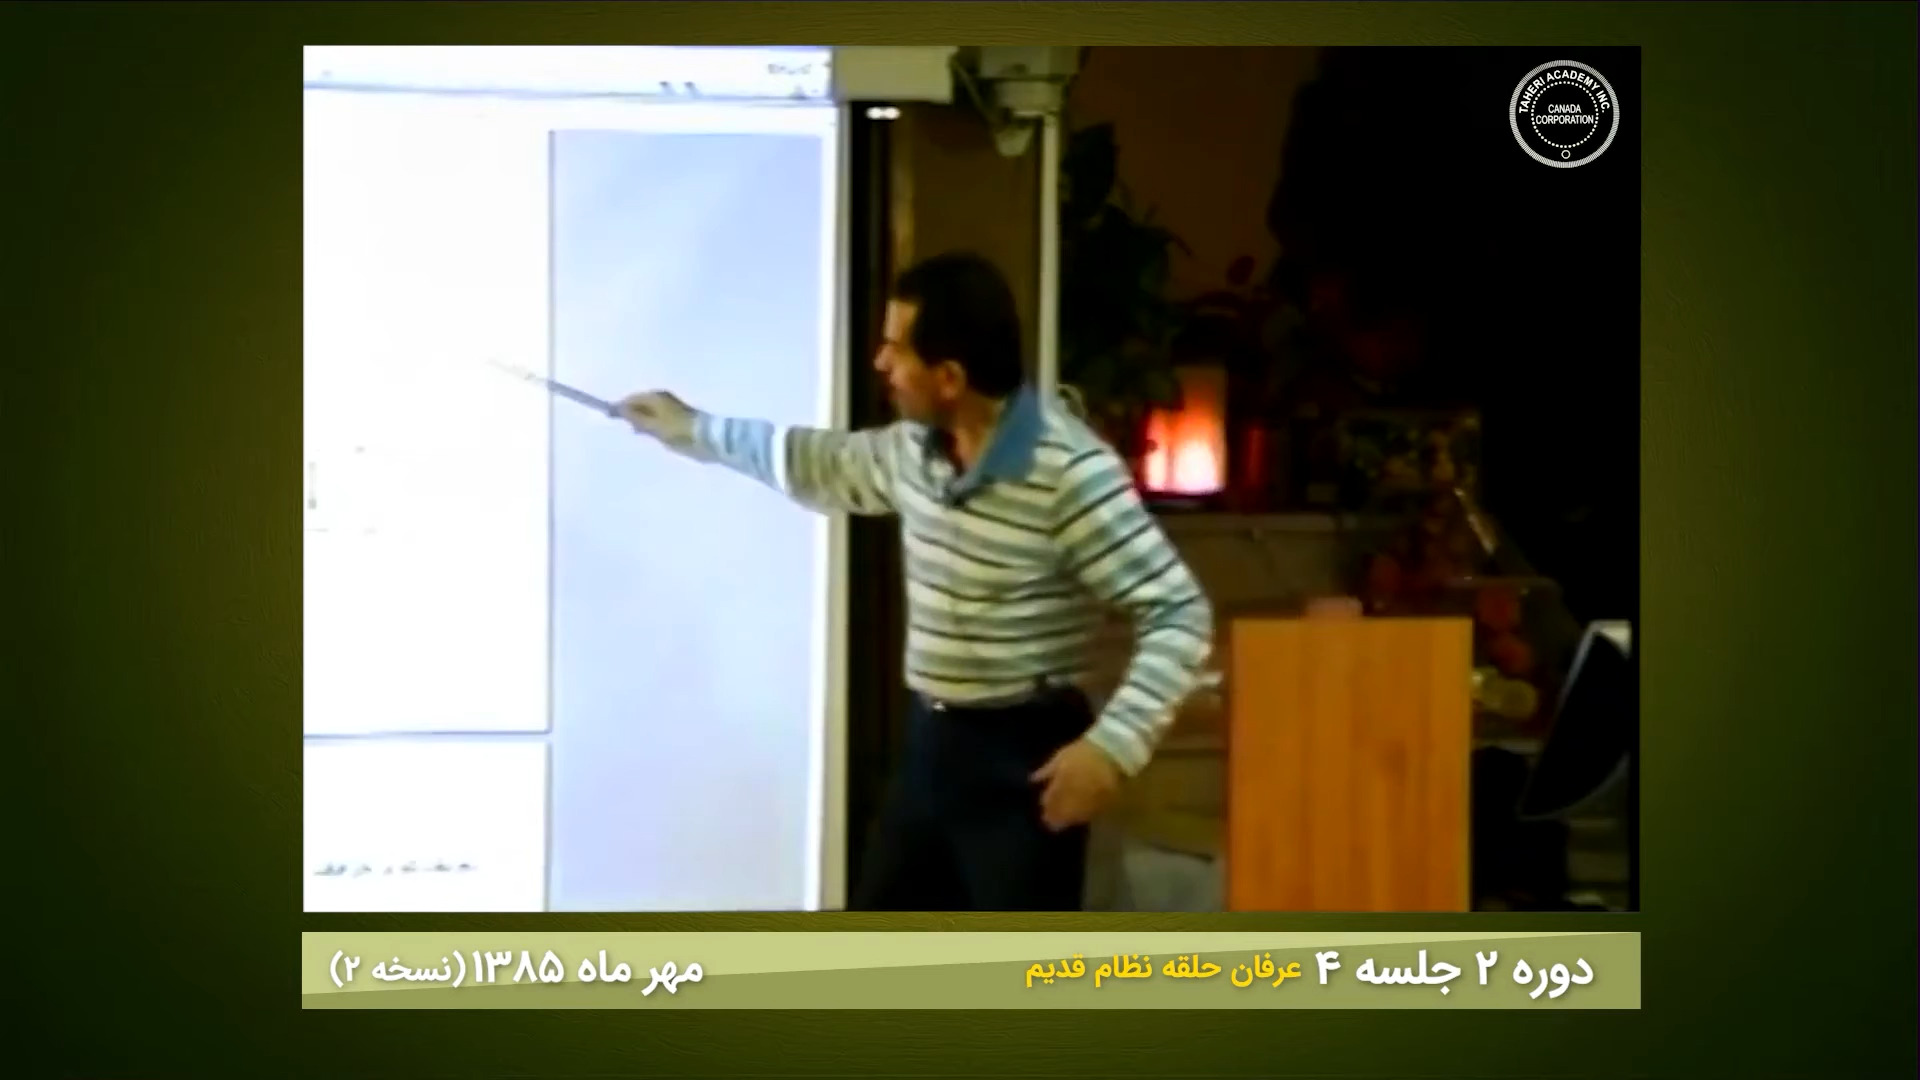 TAHERI ACADEMY INC.
CANADA
CORPORATION
دوره ۲ جلسه ۴ عرفان حلقه نظام قدیم
مهر ماه ۱۳۸۵ (نسخه ۲)